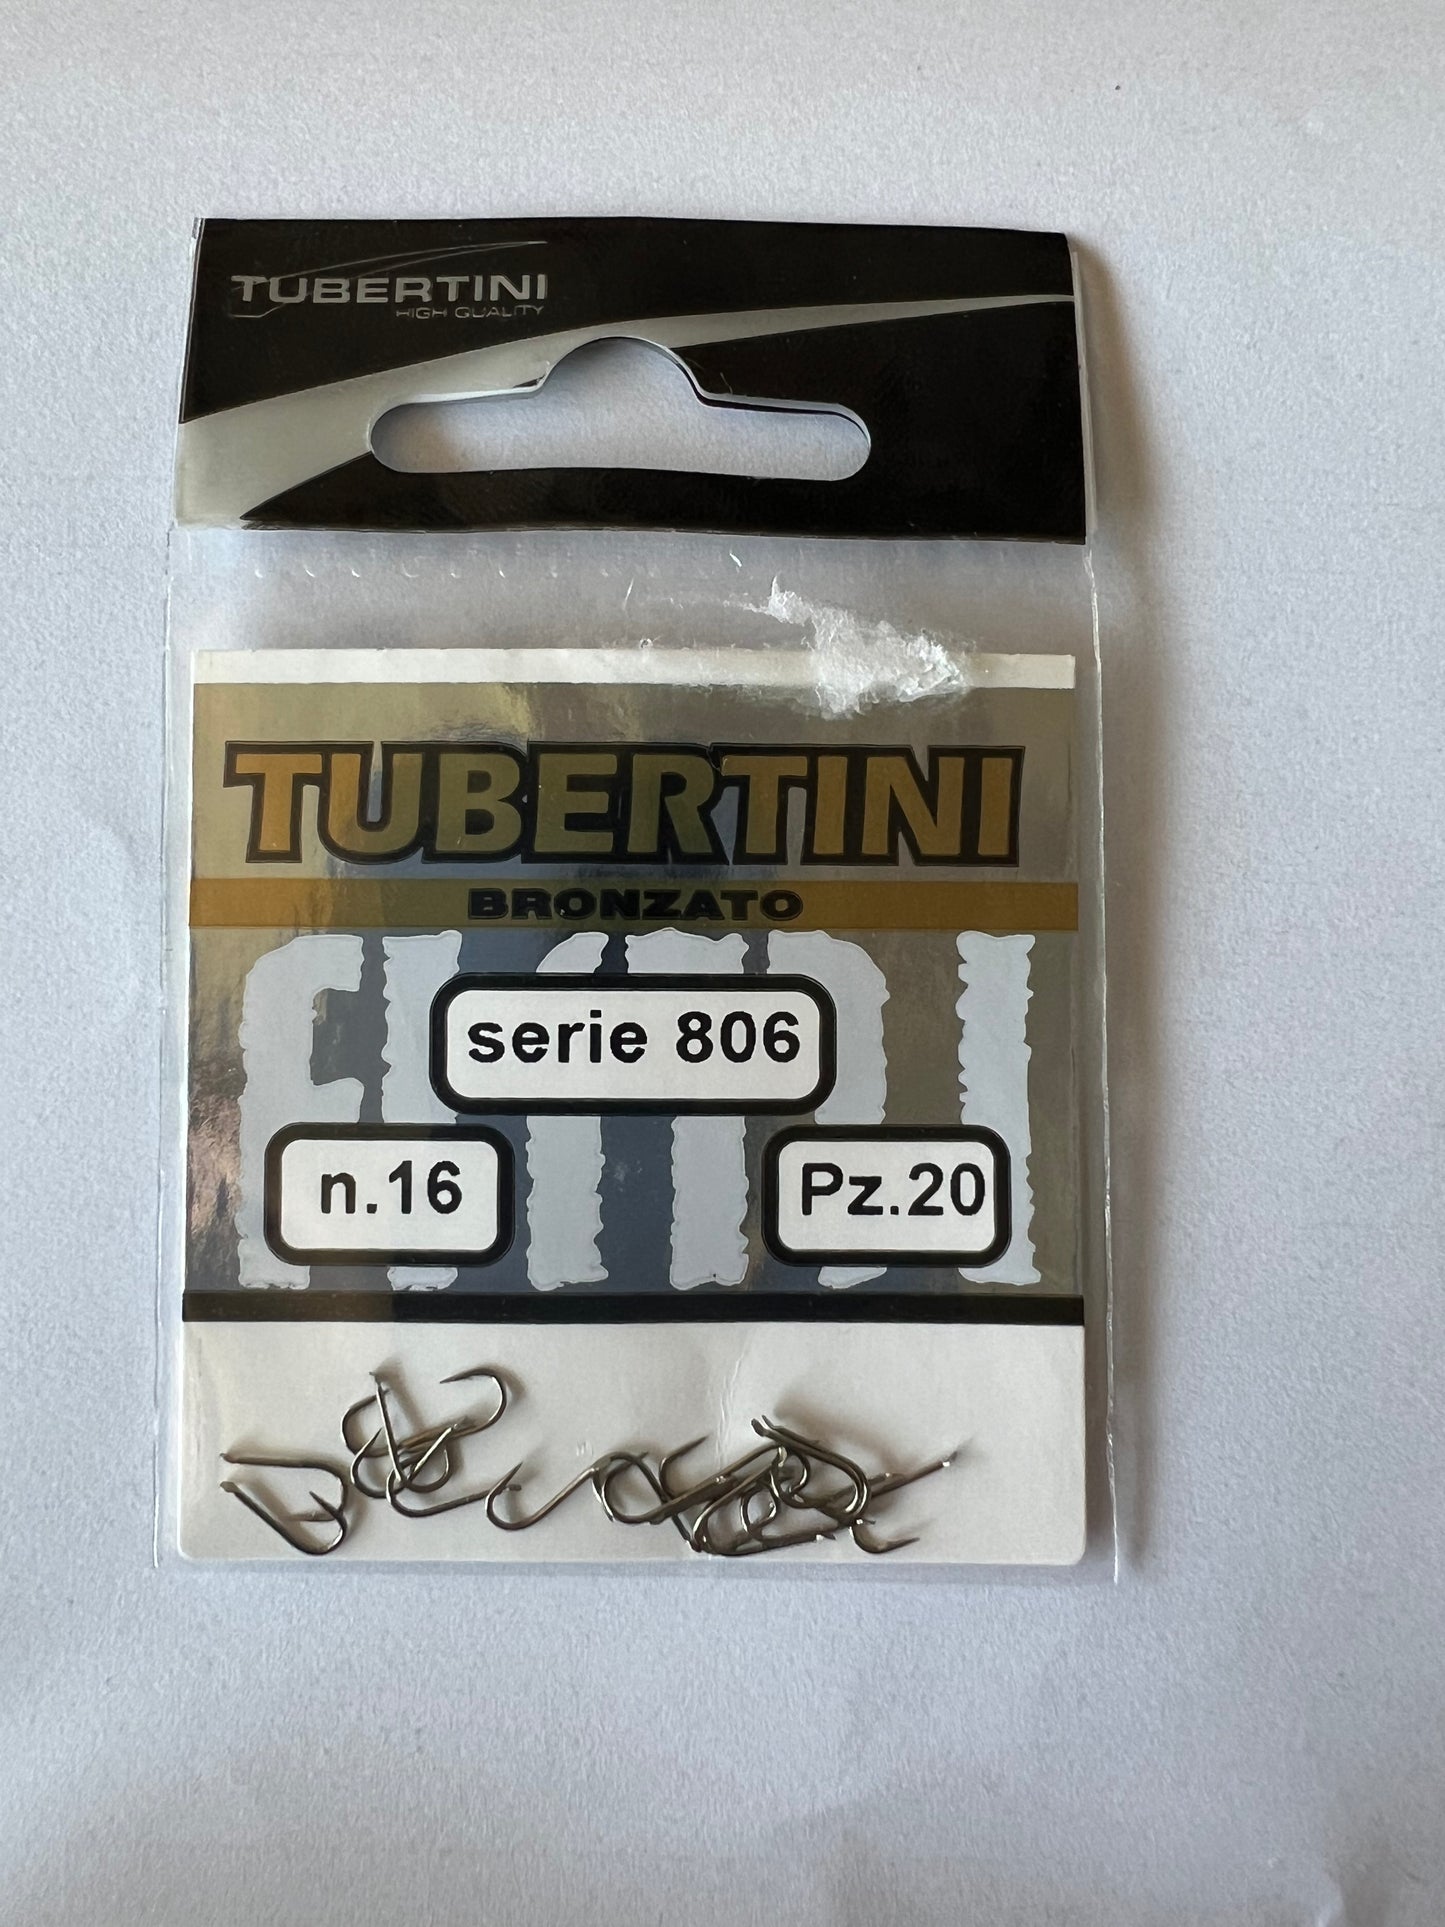 TUBERTINI
HIGH QUALITY
TUBERTINI
BRONZATO
serie 806
n.16
Pz.20